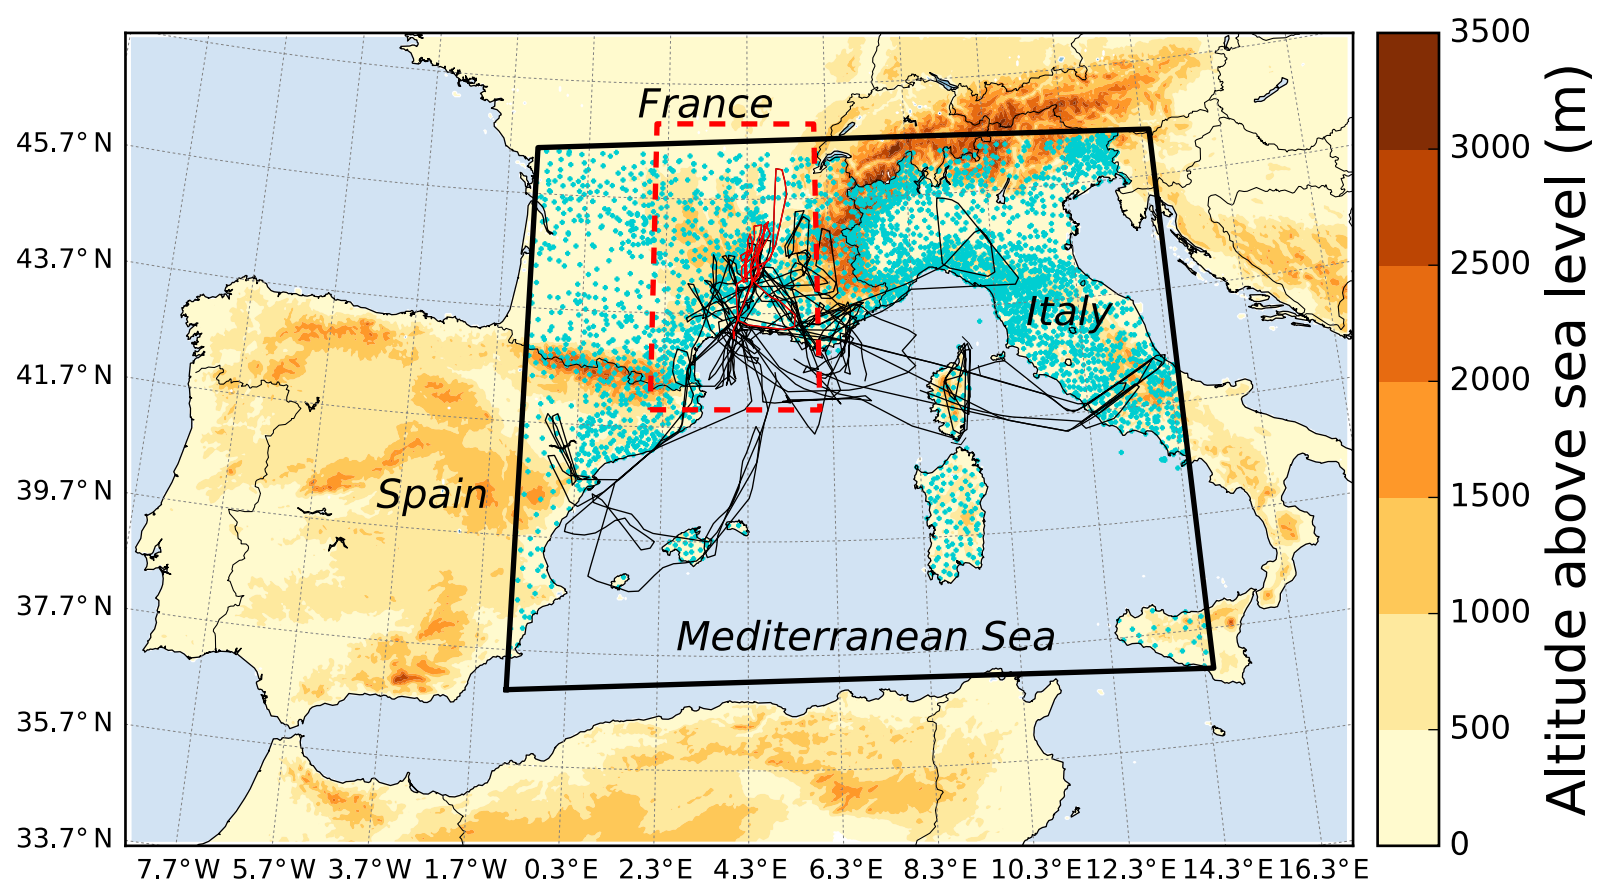 France
Italy
Spain
Mediterranean Sea
45.7° N
43.7° N
41.7° N
39.7° N
37.7° N
35.7° N
33.7° N
7.7° W 5.7° W 3.7° W 1.7° W 0.3° E 2.3° E 4.3° E 6.3° E 8.3° E 10.3° E 12.3° E 14.3° E 16.3° E
3500
3000
2500
2000
1500
1000
500
0
Altitude above sea level (m)